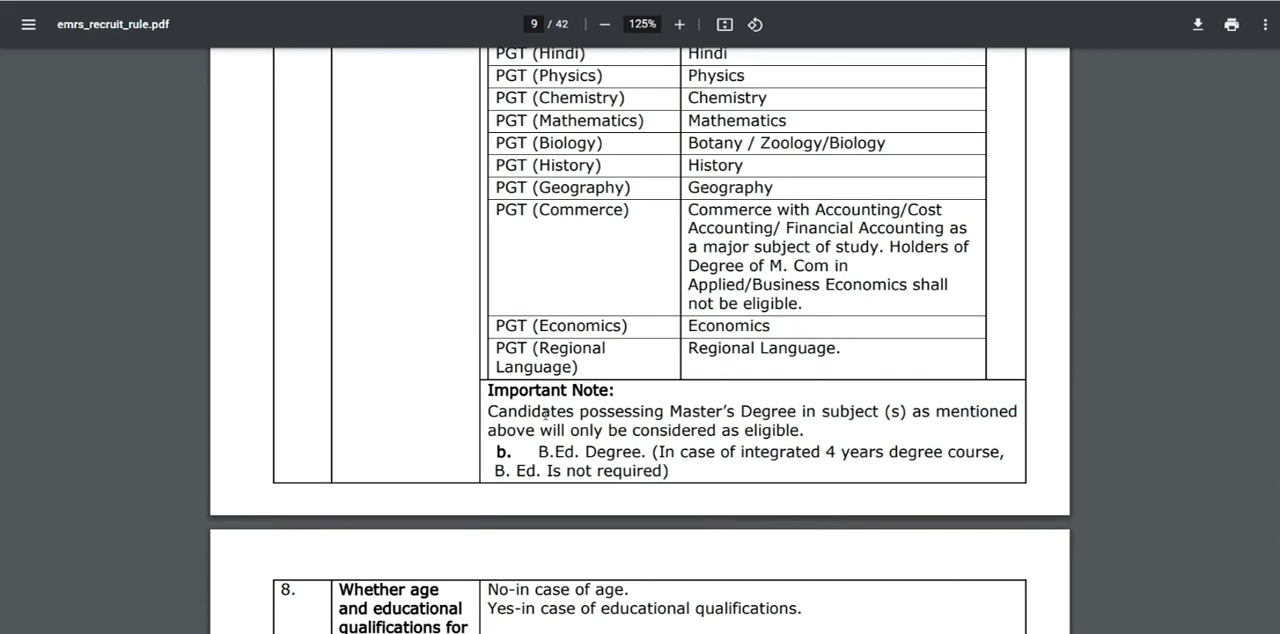 emrs_recruit_rule.pdf
9 / 42
125%
PGT (Hindi) Hindi
PGT (Physics) Physics
PGT (Chemistry) Chemistry
PGT (Mathematics) Mathematics
PGT (Biology) Botany / Zoology/Biology
PGT (History) History
PGT (Geography) Geography
PGT (Commerce) Commerce with Accounting/Cost
Accounting/ Financial Accounting as
a major subject of study. Holders of
Degree of M. Com in
Applied/Business Economics shall
not be eligible.
PGT (Economics) Economics
PGT (Regional Regional Language.
Language)
Important Note:
Candidates possessing Master's Degree in subject (s) as mentioned
above will only be considered as eligible.
b. B.Ed. Degree. (In case of integrated 4 years degree course,
B. Ed. Is not required)
8. Whether age No-in case of age.
and educational Yes-in case of educational qualifications.
qualifications for